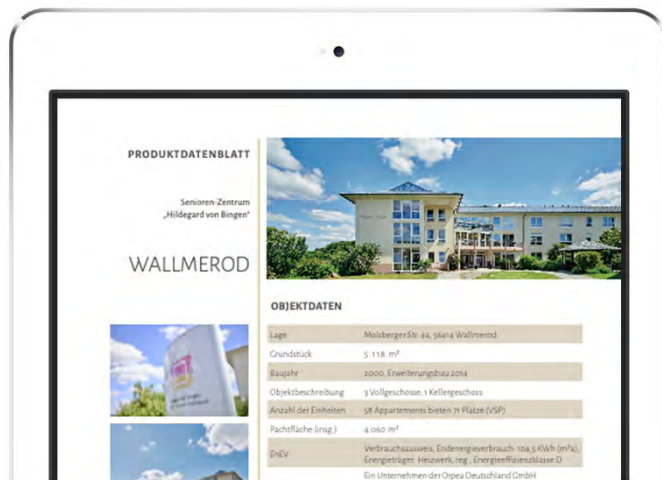 PRODUKTDATENBLATT
Senioren-Zentrum
„Hildegard von Bingen"
WALLMEROD
OBJEKTDATEN
Lage Molsberger Str. 4a, 56414 Wallmerod
Grundstück 5.118 m²
Baujahr 2000, Erweiterungsbau 2014
Objektbeschreibung 3 Vollgeschosse, 1 Kellergeschoss
Anzahl der Einheiten 58 Appartements bieten 71 Plätze (VSP)
Pachtfläche (insg.) 4.060 m²
EnEV Verbrauchsausweis, Endenergieverbrauch: 104,5 KWh (m²a),
Energieträger: Heizwerk, reg., Energieeffizienzklasse D
Ein Unternehmen der Orpea Deutschland GmbH